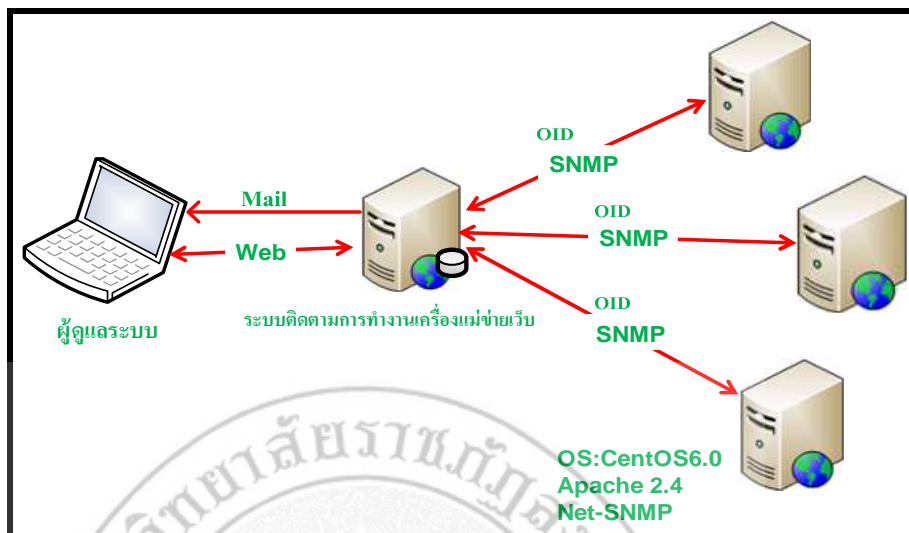 OID
SNMP
Mail
OID
SNMP
Web
OID
SNMP
ผู้ดูแลระบบ
ระบบติดตามการทำงานเครื่องแม่ข่ายเว็บ
OS:CentOS6.0
Apache 2.4
Net-SNMP